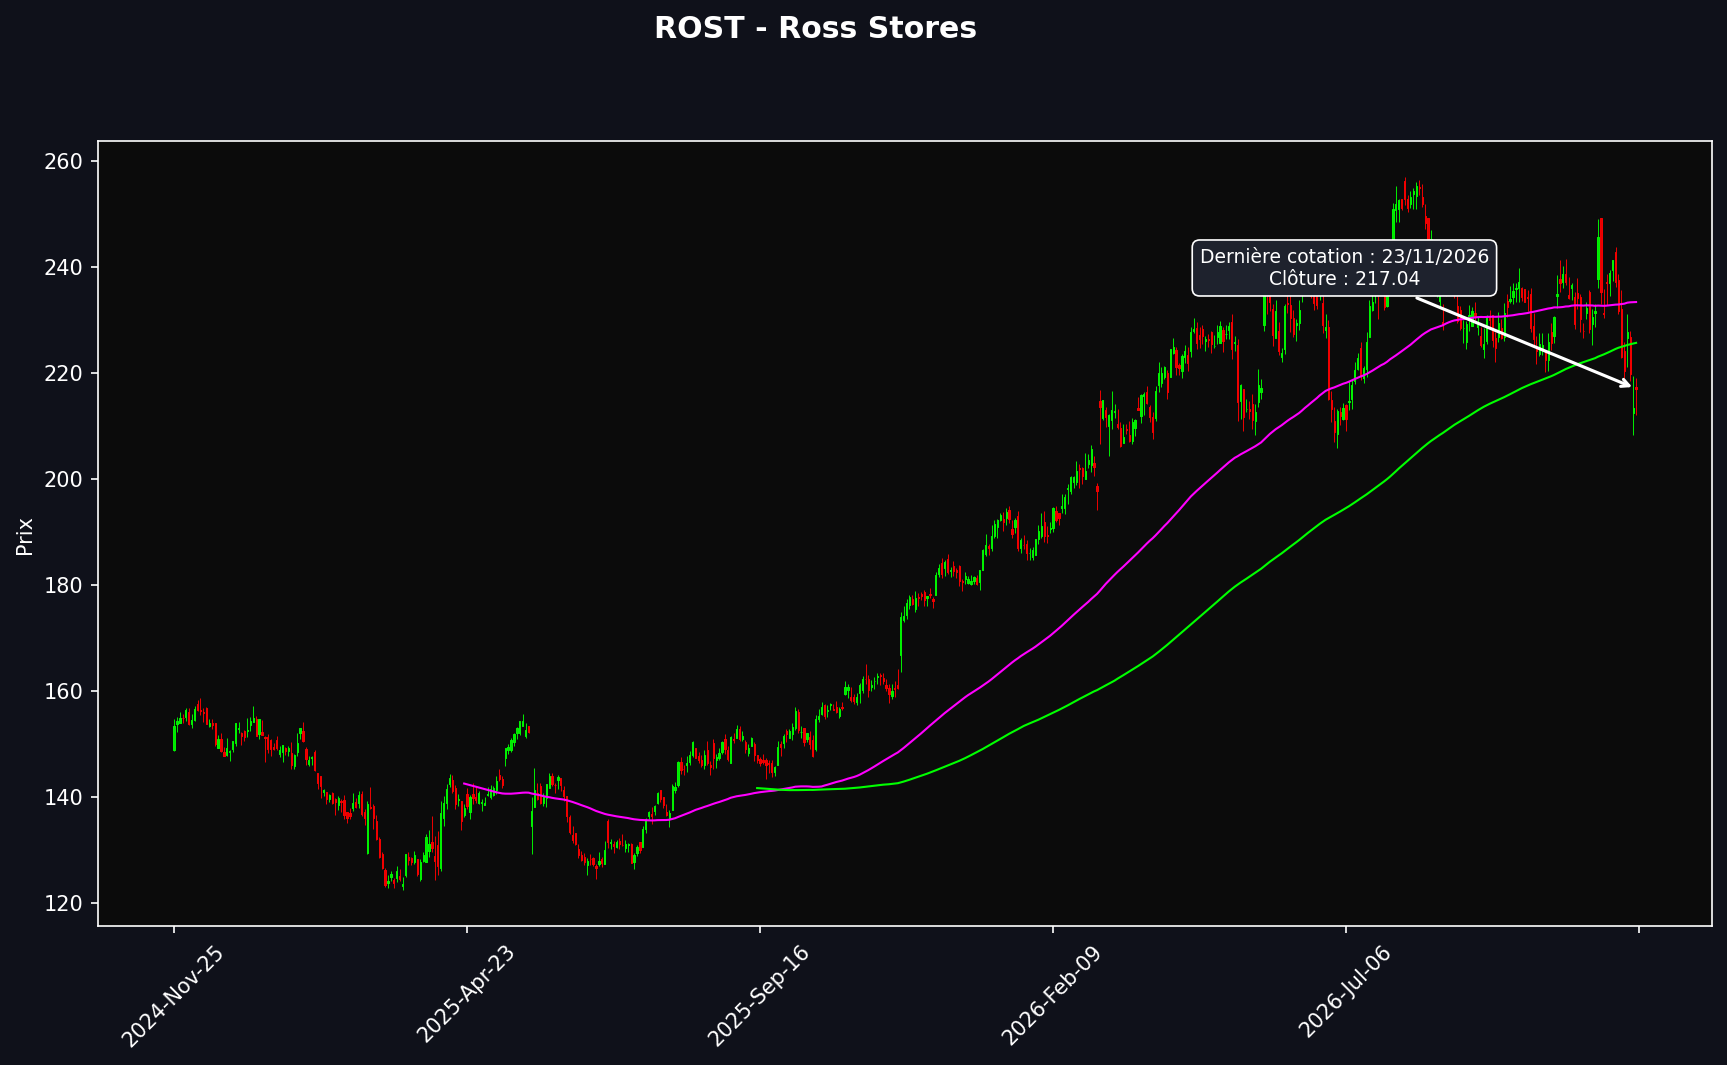 ROST - Ross Stores
260
240
220
200
180
160
140
120
Prix
Dernière cotation : 23/11/2026
Clôture : 217.04
2024-Nov-25
2025-Apr-23
2025-Sep-16
2026-Feb-09
2026-Jul-06